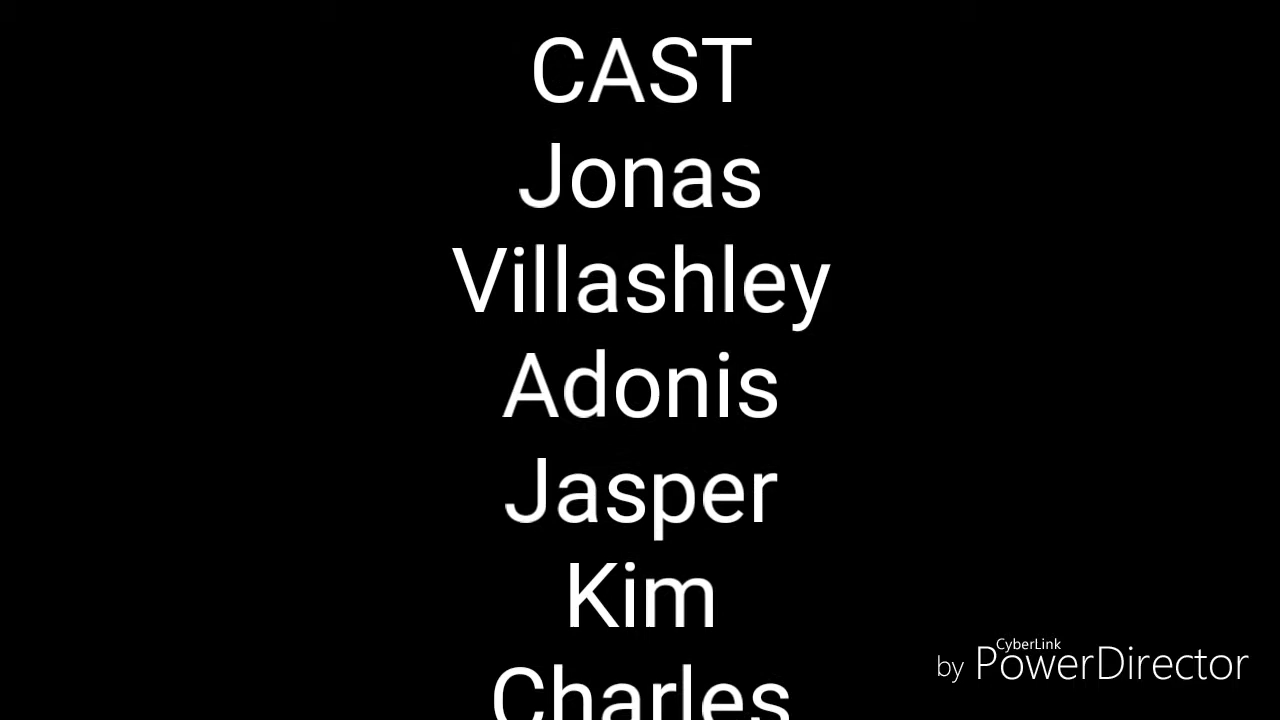 CAST
Jonas
Villashley
Adonis
Jasper
Kim
Charles
CyberLink
by PowerDirector